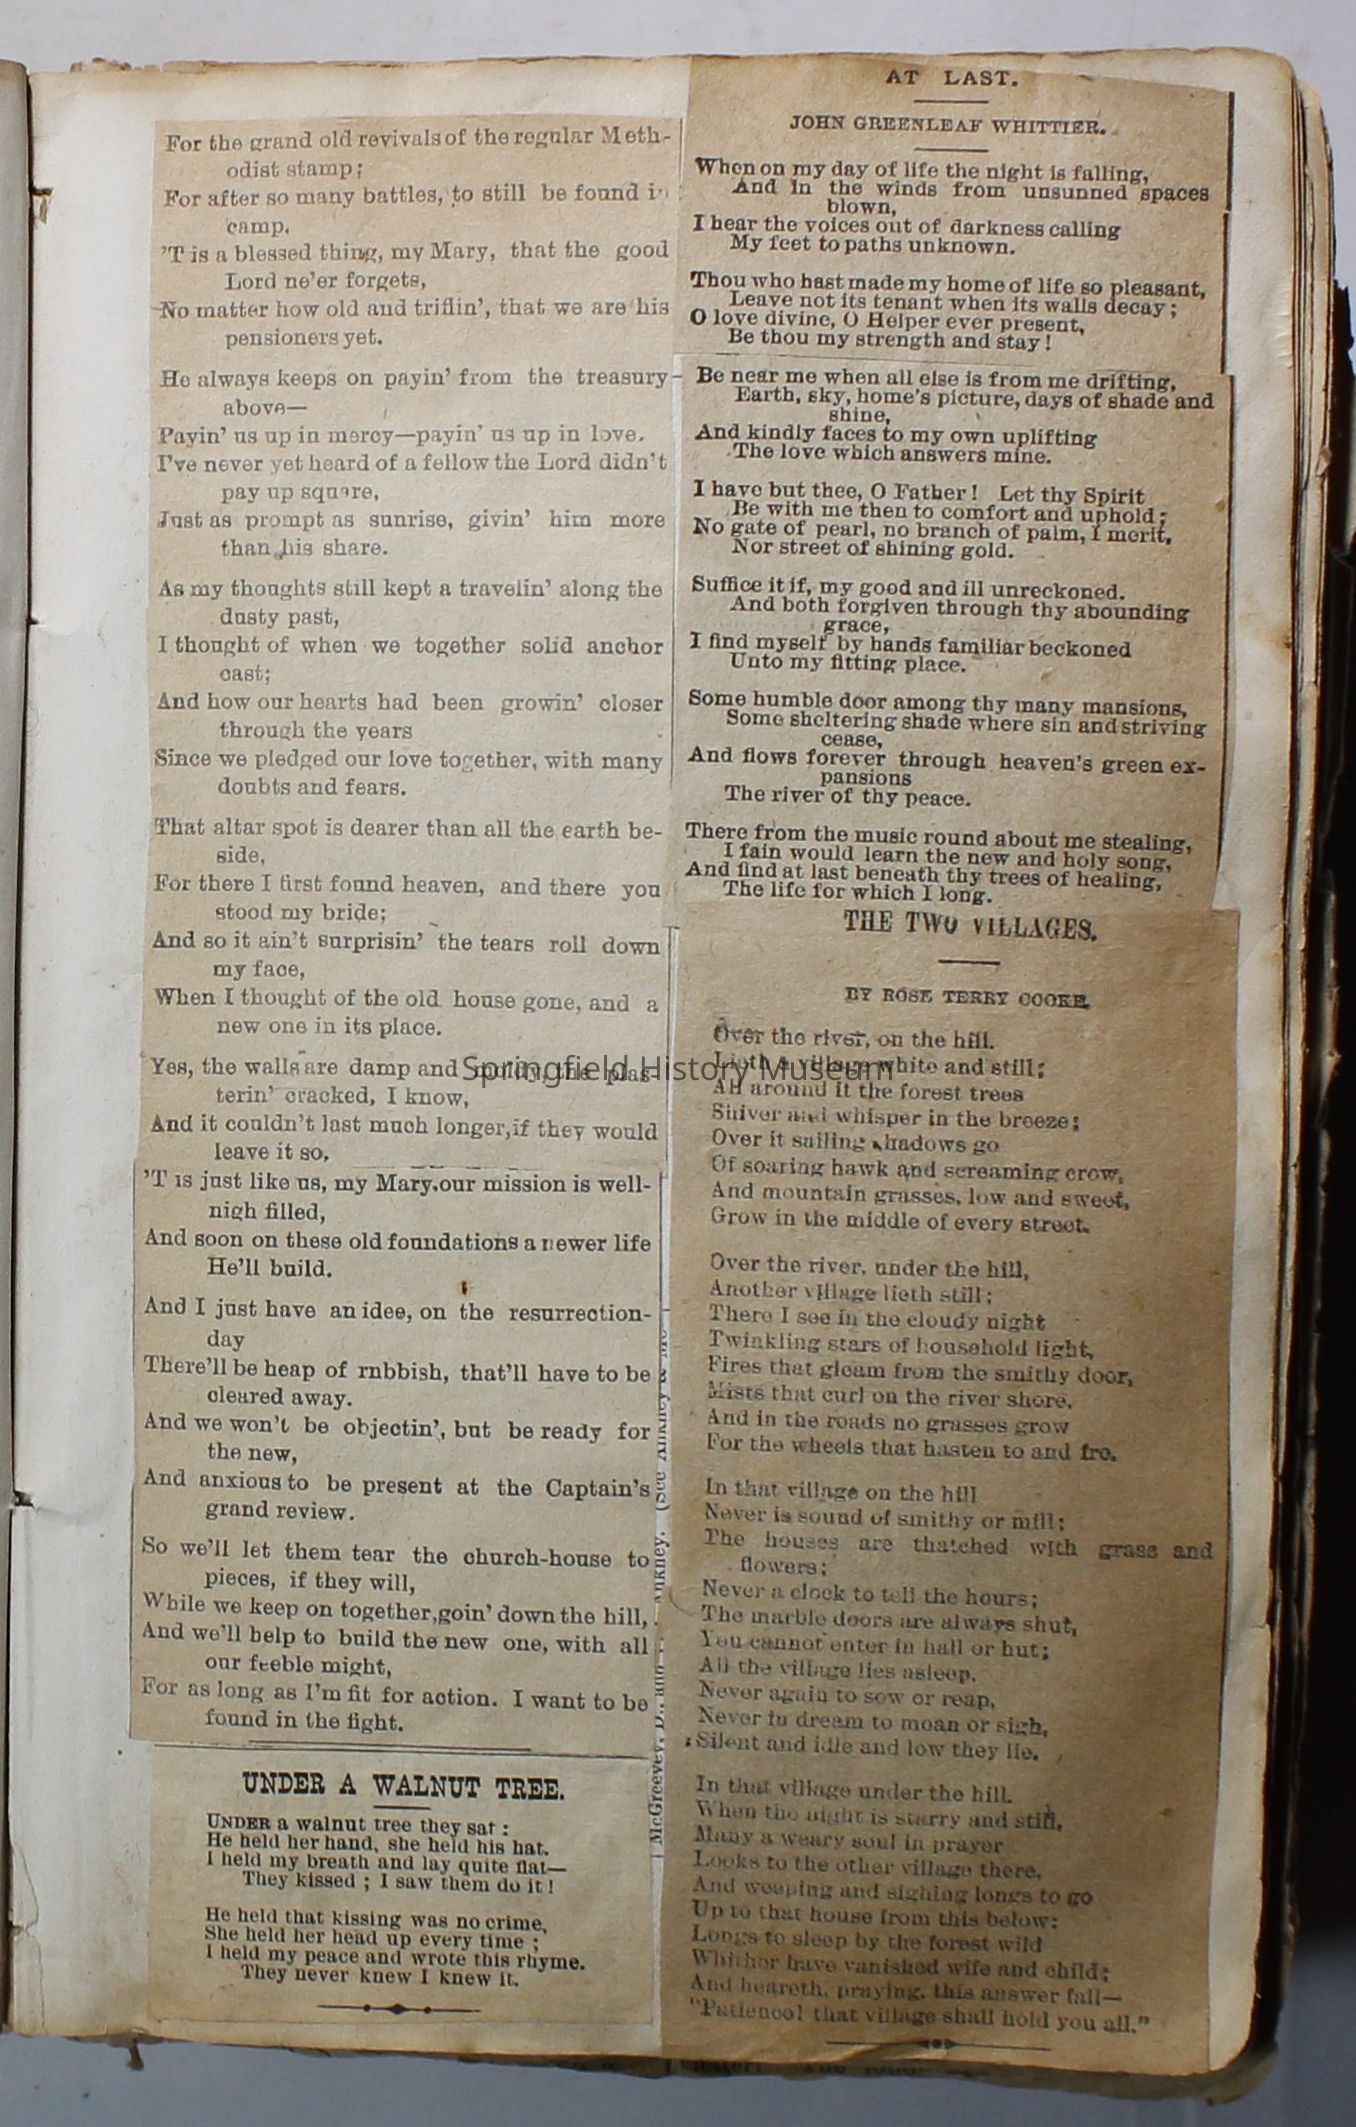 For the grand old revivals of the regular Meth-
odist stamp;
For after so many battles, to still be found in
camp.
'T is a blessed thing, my Mary, that the good
Lord ne'er forgets,
No matter how old and triflin', that we are his
pensioners yet.
He always keeps on payin' from the treasury
above—
Payin' us up in mercy—payin' us up in love.
I've never yet heard of a fellow the Lord didn't
pay up square,
Just as prompt as sunrise, givin' him more
than his share.
As my thoughts still kept a travelin' along the
dusty past,
I thought of when we together solid anchor
cast;
And how our hearts had been growin' closer
through the years
Since we pledged our love together, with many
doubts and fears.
That altar spot is dearer than all the earth be-
side,
For there I first found heaven, and there you
stood my bride;
And so it ain't surprisin' the tears roll down
my face,
When I thought of the old house gone, and a
new one in its place.
Yes, the walls are damp and moldy, the plas-
terin' cracked, I know,
And it couldn't last much longer, if they would
leave it so,
'T is just like us, my Mary, our mission is well-
nigh filled,
And soon on these old foundations a newer life
He'll build.
And I just have an idee, on the resurrection-
day
There'll be heap of rubbish, that'll have to be
cleared away.
And we won't be objectin', but be ready for
the new,
And anxious to be present at the Captain's
grand review.
So we'll let them tear the church-house to
pieces, if they will,
While we keep on together, goin' down the hill,
And we'll help to build the new one, with all
our feeble might,
For as long as I'm fit for action. I want to be
found in the fight.
UNDER A WALNUT TREE.
UNDER a walnut tree they sat :
He held her hand, she held his hat.
I held my breath and lay quite flat—
They kissed ; I saw them do it !
He held that kissing was no crime,
She held her head up every time ;
I held my peace and wrote this rhyme.
They never knew I knew it.
McGreevey
AT LAST.
JOHN GREENLEAF WHITTIER.
When on my day of life the night is falling,
And in the winds from unsunned spaces
blown,
I hear the voices out of darkness calling
My feet to paths unknown.
Thou who hast made my home of life so pleasant,
Leave not its tenant when its walls decay ;
O love divine, O Helper ever present,
Be thou my strength and stay !
Be near me when all else is from me drifting,
Earth, sky, home's picture, days of shade and
shine,
And kindly faces to my own uplifting
The love which answers mine.
I have but thee, O Father ! Let thy Spirit
Be with me then to comfort and uphold ;
No gate of pearl, no branch of palm, I merit,
Nor street of shining gold.
Suffice it if, my good and ill unreckoned.
And both forgiven through thy abounding
grace,
I find myself by hands familiar beckoned
Unto my fitting place.
Some humble door among thy many mansions,
Some sheltering shade where sin and striving
cease,
And flows forever through heaven's green ex-
pansions
The river of thy peace.
There from the music round about me stealing,
I fain would learn the new and holy song,
And find at last beneath thy trees of healing,
The life for which I long.
THE TWO VILLAGES.
BY ROSE TERRY COOKE.
Over the river, on the hill.
Lieth a village white and still;
All around it the forest trees
Shiver and whisper in the breeze;
Over it sailing shadows go
Of soaring hawk and screaming crow,
And mountain grasses, low and sweet,
Grow in the middle of every street.
Over the river, under the hill,
Another village lieth still;
There I see in the cloudy night
Twinkling stars of household light,
Fires that gleam from the smithy door,
Mists that curl on the river shore,
And in the roads no grasses grow
For the wheels that hasten to and fro.
In that village on the hill
Never is sound of smithy or mill;
The houses are thatched with grass and
flowers;
Never a clock to tell the hours;
The marble doors are always shut,
You cannot enter in hall or hut;
All the village lies asleep,
Never again to sow or reap,
Never in dream to moan or sigh,
Silent and idle and low they lie.
In that village under the hill.
When the night is starry and still,
Many a weary soul in prayer
Looks to the other village there,
And weeping and sighing longs to go
Up to that house from this below;
Longs to sleep by the forest wild
Whither have vanished wife and child;
And heareth, praying, this answer fall—
"Patience! that village shall hold you all."
Springfield History Museum